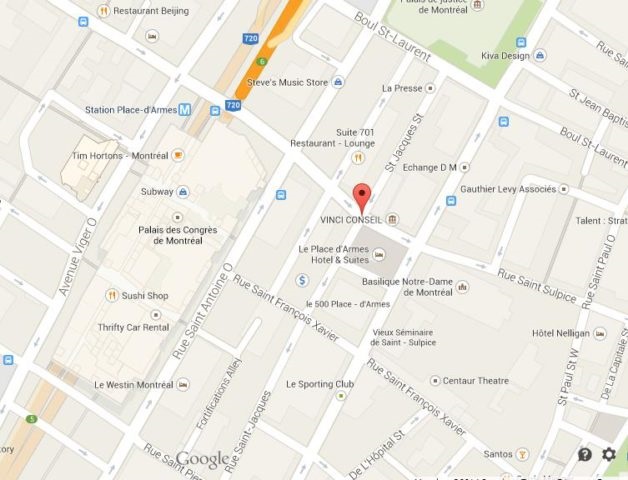 Restaurant Beijing
Palais de justice
de Montréal
Boul St-Laurent
720
6
Kiva Design
Rue Sain
Steve's Music Store
La Presse
St Jean Baptis
Station Place-d'Armes
M
720
Suite 701
Restaurant - Lounge
St Jacques St
Boul St-Laurent
Tim Hortons - Montréal
Echange D M
Subway
Gauthier Levy Associés
VINCI CONSEIL
Talent : Strat
Palais des Congrès
de Montréal
Avenue Viger O
Le Place d'Armes
Hotel & Suites
Rue Saint Antoine O
Rue Saint Paul O
Rue Saint Sulpice
Basilique Notre-Dame
de Montréal
$
Sushi Shop
le 500 Place - d'Armes
Rue Saint François Xavier
Thrifty Car Rental
Vieux Séminaire
de Saint - Sulpice
Hôtel Nelligan
De La Capitale St
St Paul St W
Le Westin Montréal
Fortifications Alley
Le Sporting Club
Centaur Theatre
Rue Saint François Xavier
5
Rue Saint-Jacques
De L'Hôpital St
Santos
ory
Google
Rue Saint Pier
?